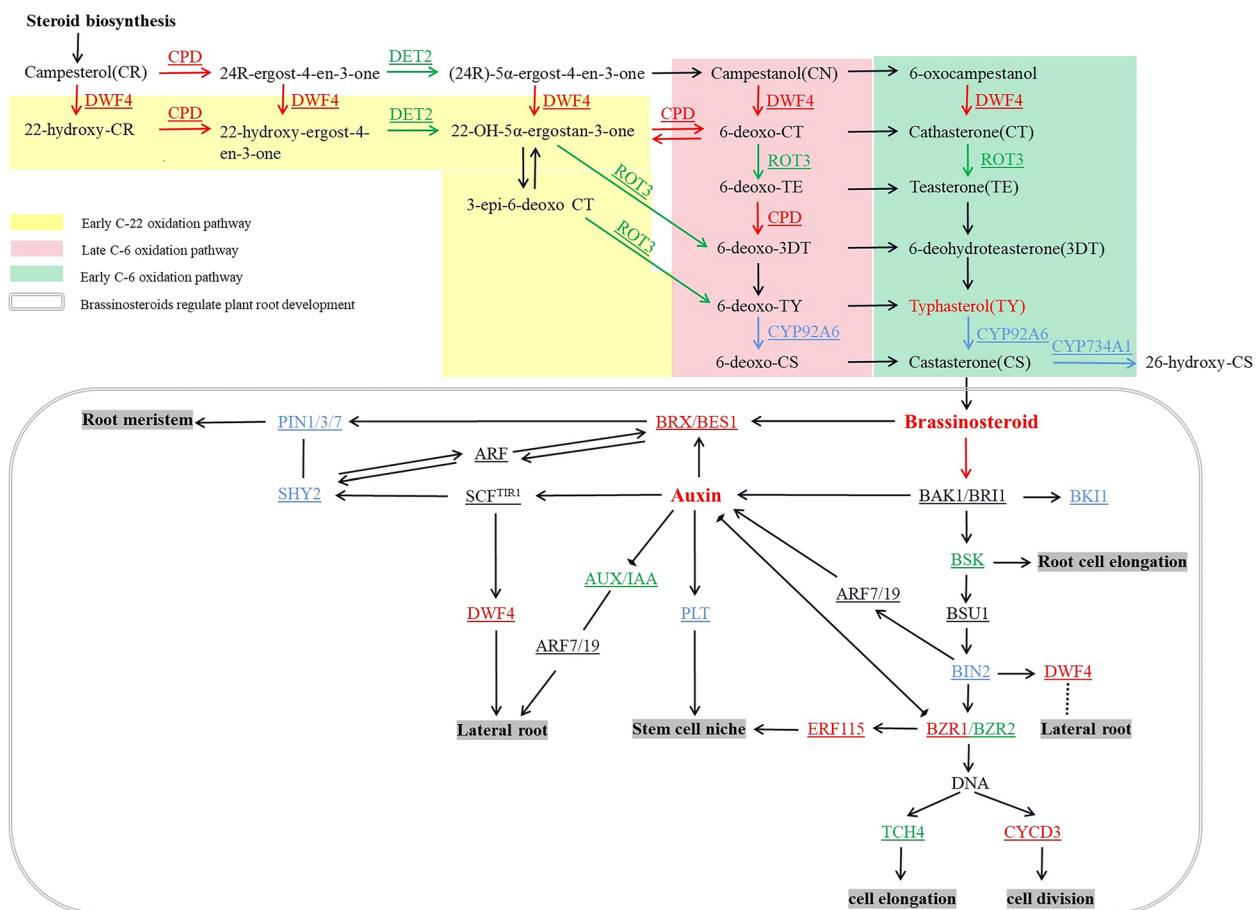 Steroid biosynthesis
Campesterol(CR)
CPD
24R-ergost-4-en-3-one
DET2
(24R)-5α-ergost-4-en-3-one
Campestanol(CN)
6-oxocampestanol
DWF4
DWF4
DWF4
DWF4
DWF4
22-hydroxy-CR
CPD
22-hydroxy-ergost-4-
en-3-one
DET2
22-OH-5α-ergostan-3-one
CPD
6-deoxo-CT
Cathasterone(CT)
ROT3
ROT3
ROT3
3-epi-6-deoxo CT
6-deoxo-TE
Teasterone(TE)
Early C-22 oxidation pathway
CPD
ROT3
Late C-6 oxidation pathway
6-deoxo-3DT
6-deohydroteasterone(3DT)
Early C-6 oxidation pathway
Brassinosteroids regulate plant root development
6-deoxo-TY
Typhasterol(TY)
CYP92A6
CYP92A6
CYP734A1
6-deoxo-CS
Castasterone(CS)
26-hydroxy-CS
Root meristem
PIN1/3/7
BRX/BES1
Brassinosteroid
ARF
SHY2
SCFTIR1
Auxin
BAK1/BRI1
BKI1
BSK
Root cell elongation
AUX/IAA
ARF7/19
DWF4
PLT
BSU1
ARF7/19
BIN2
DWF4
Lateral root
Stem cell niche
ERF115
BZR1/BZR2
Lateral root
DNA
TCH4
CYCD3
cell elongation
cell division